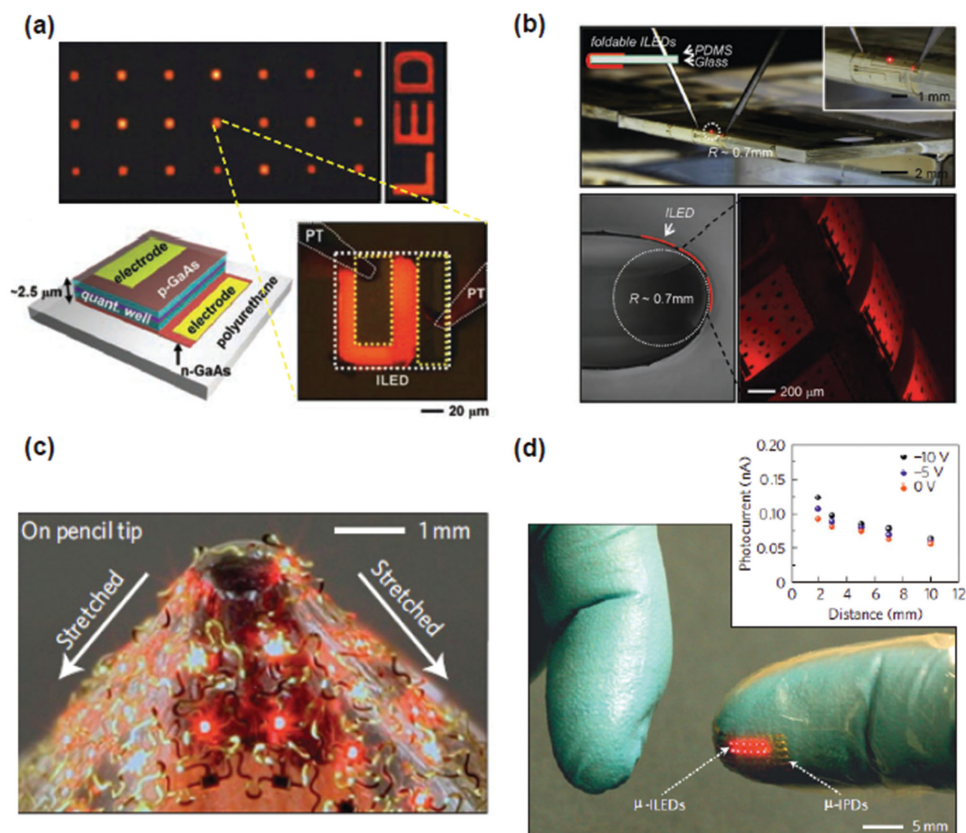 (a)
LED
electrode
p-GaAs
quant. well
electrode
~2.5 μm
n-GaAs
polyurethane
PT
PT
ILED
20 μm
(b)
foldable ILEDs
PDMS
Glass
R ~ 0.7mm
1 mm
2 mm
ILED
R ~ 0.7mm
200 μm
(c)
On pencil tip
1 mm
Stretched
Stretched
(d)
Photocurrent (nA)
0.20
0.15
0.10
0.05
0
0 2 4 6 8 10 12
Distance (mm)
−10 V
−5 V
0 V
μ-ILEDs
μ-IPDs
5 mm